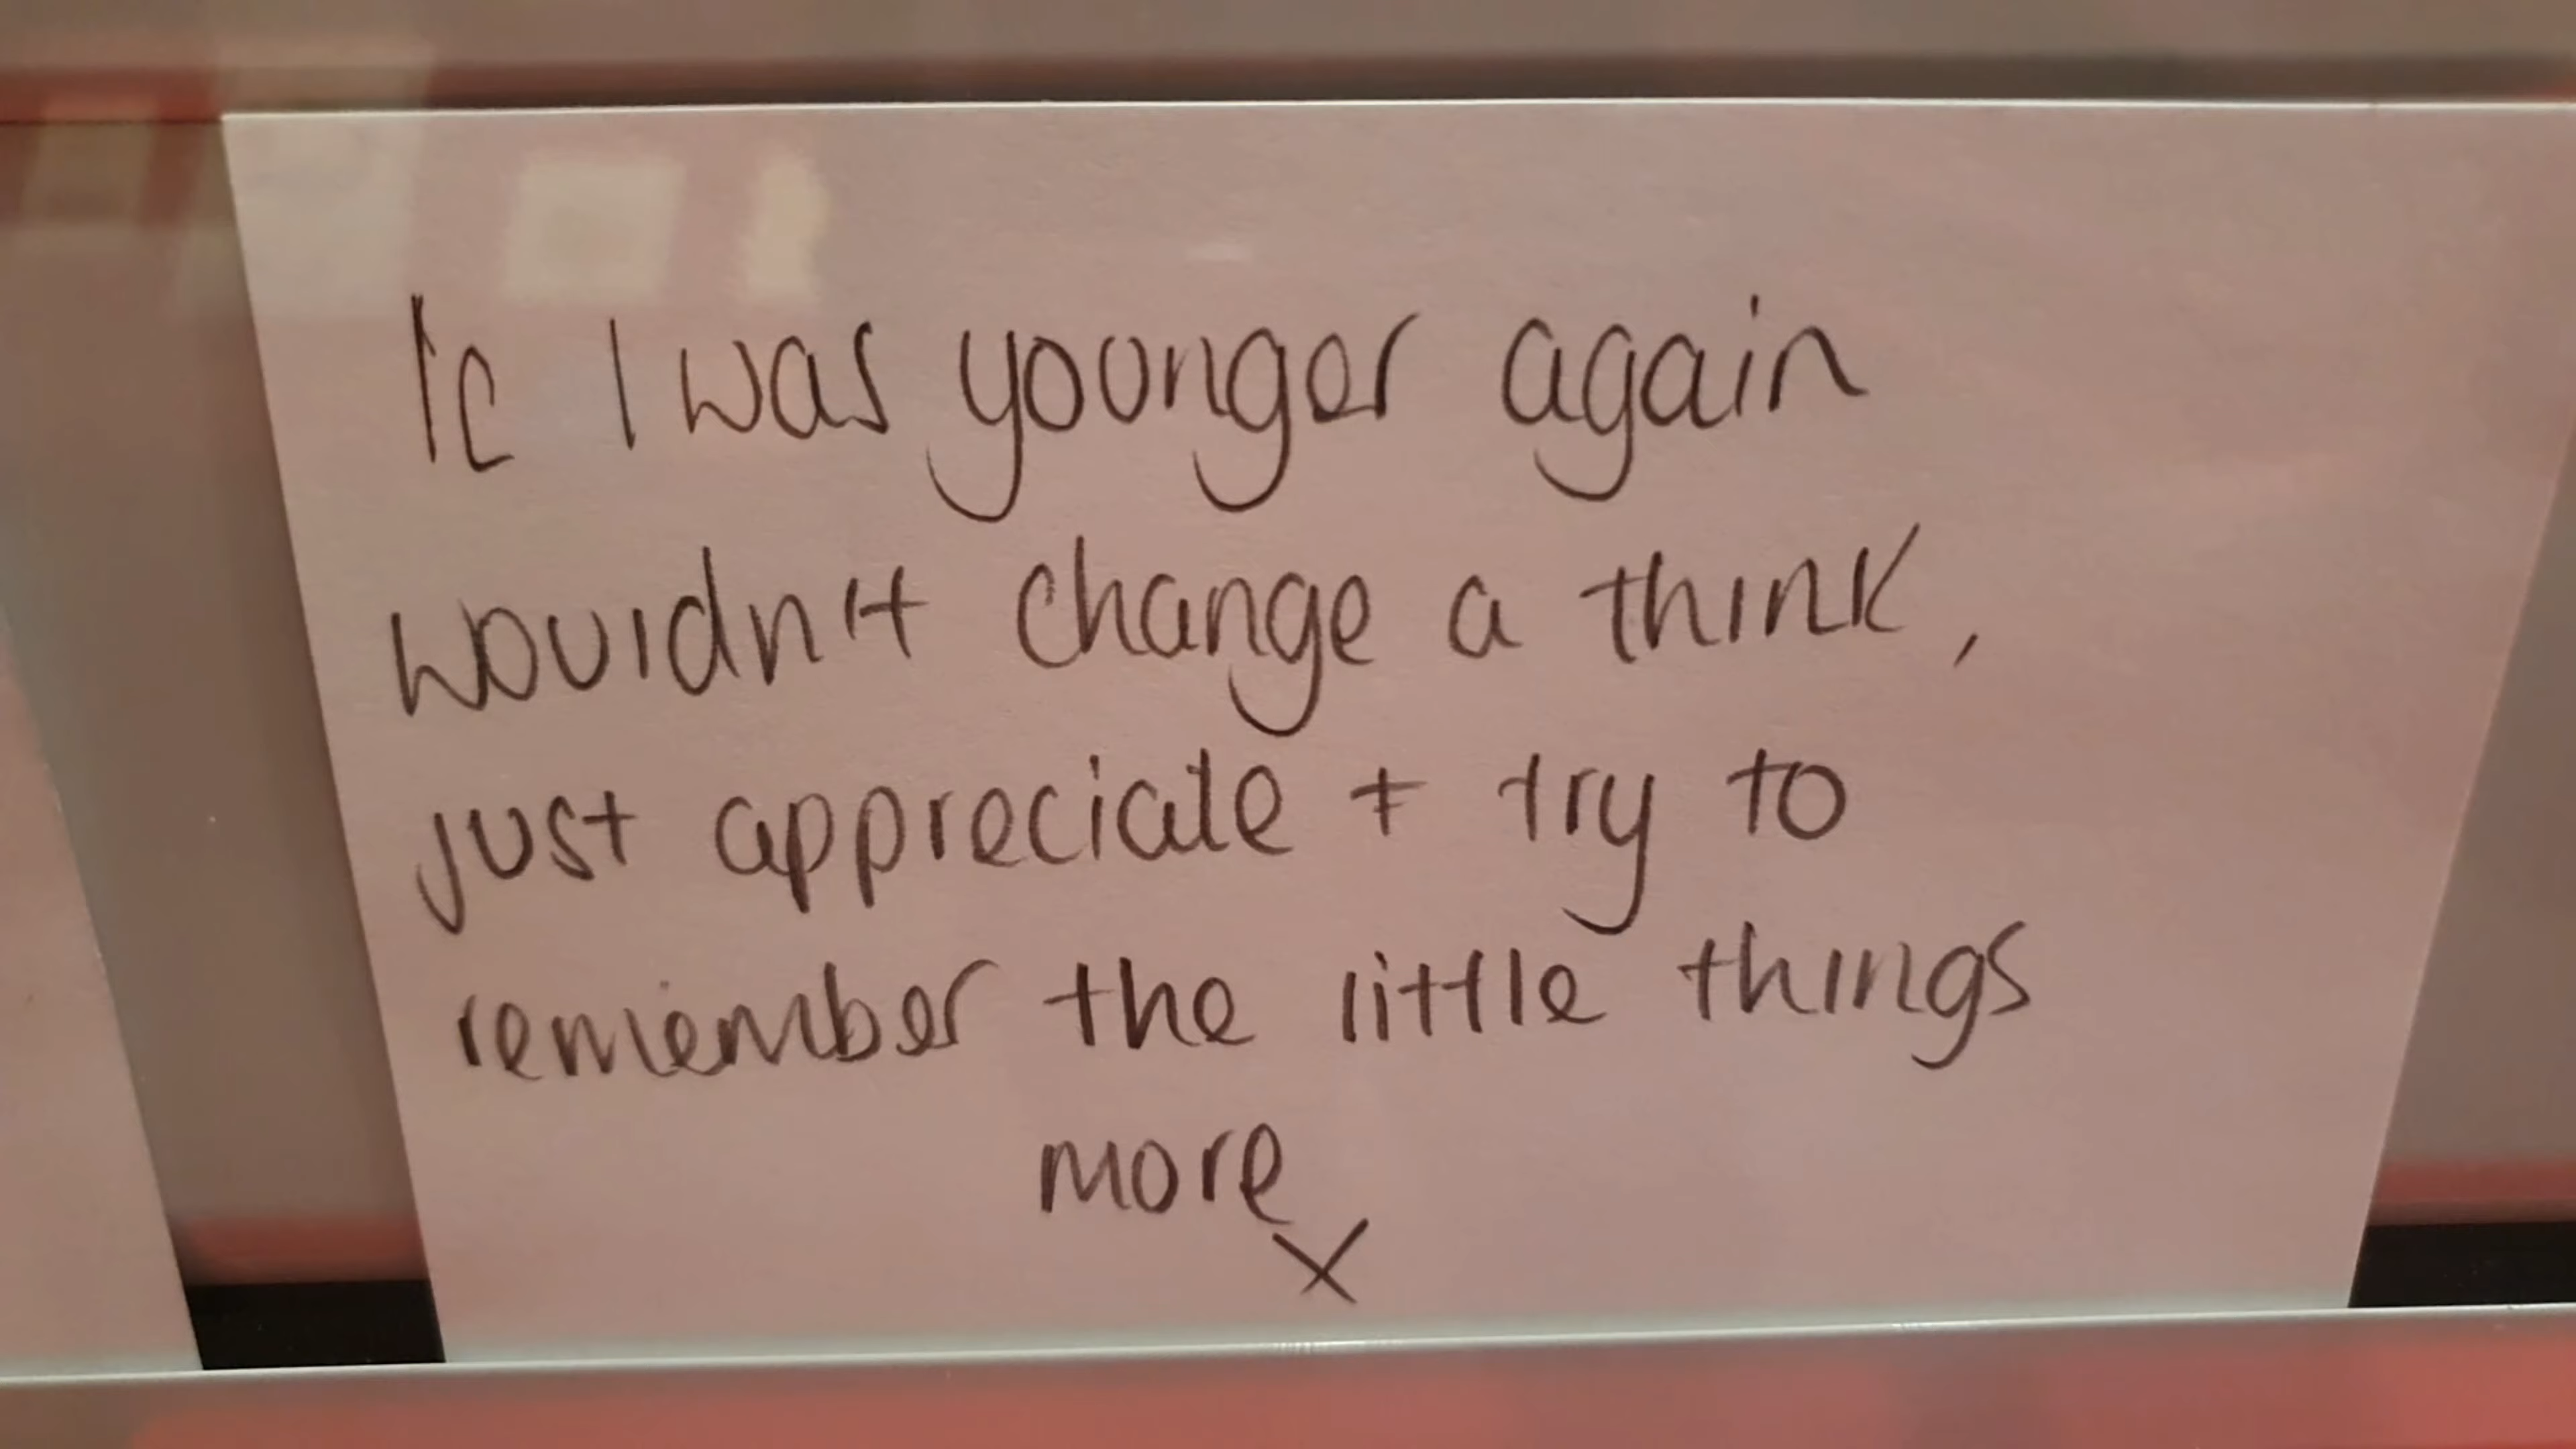 If I was younger again
wouldn't change a think,
just appreciate + try to
remember the little things
more
x